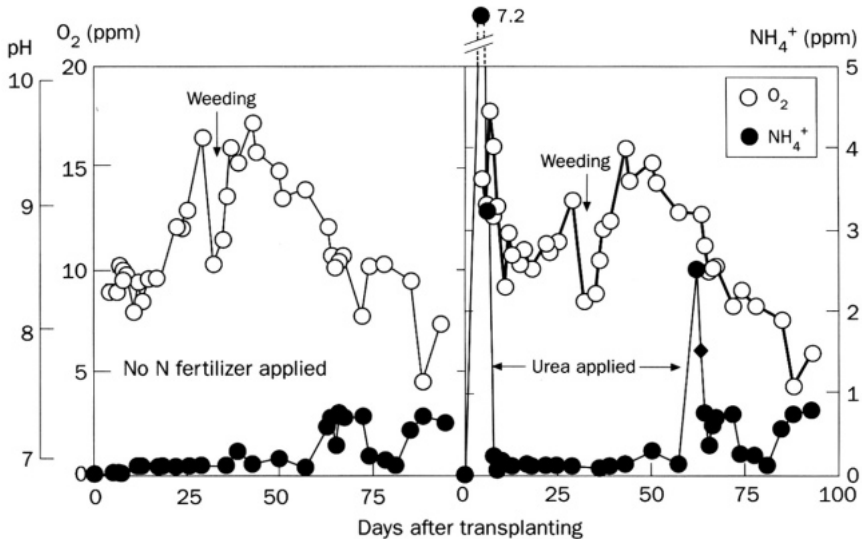 7.2
pH
O₂ (ppm)
NH₄⁺ (ppm)
10
9
8
7
20
15
10
5
0
Weeding
No N fertilizer applied
0
25
50
75
Weeding
Urea applied
O₂
NH₄⁺
5
4
3
2
1
0
0
25
50
75
100
Days after transplanting